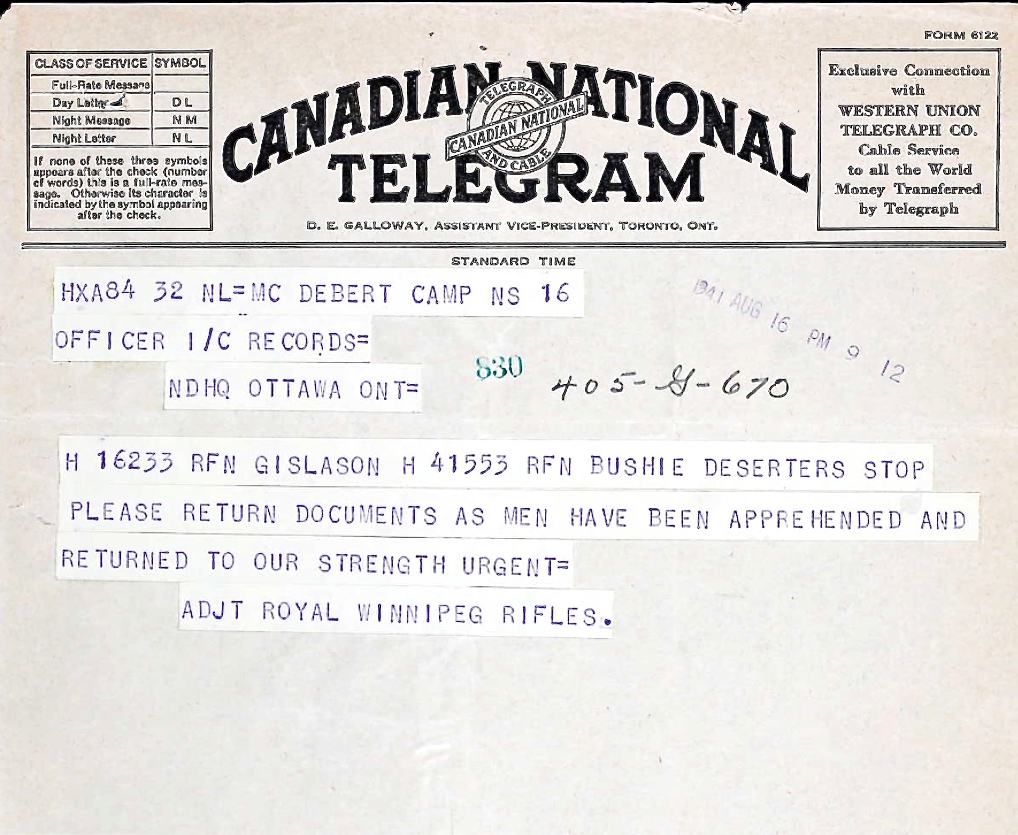 FORM 6122
CLASS OF SERVICE SYMBOL
Full-Rate Message
Day Letter D L
Night Message N M
Night Letter N L
If none of these three symbols
appears after the check (number
of words) this is a full-rate mes-
sage. Otherwise its character is
indicated by the symbol appearing
after the check.
CANADIAN NATIONAL
TELEGRAPH
CANADIAN NATIONAL
AND CABLE
TELEGRAM
D. E. GALLOWAY, ASSISTANT VICE-PRESIDENT, TORONTO, ONT.
Exclusive Connection
with
WESTERN UNION
TELEGRAPH CO.
Cable Service
to all the World
Money Transferred
by Telegraph
STANDARD TIME
HXA84 32 NL=MC DEBERT CAMP NS 16
1941 AUG 16 PM 9 12
OFFICER I/C RECORDS=
NDHQ OTTAWA ONT=
830
405-G-670
H 16233 RFN GISLASON H 41553 RFN BUSHIE DESERTERS STOP
PLEASE RETURN DOCUMENTS AS MEN HAVE BEEN APPREHENDED AND
RETURNED TO OUR STRENGTH URGENT=
ADJT ROYAL WINNIPEG RIFLES.